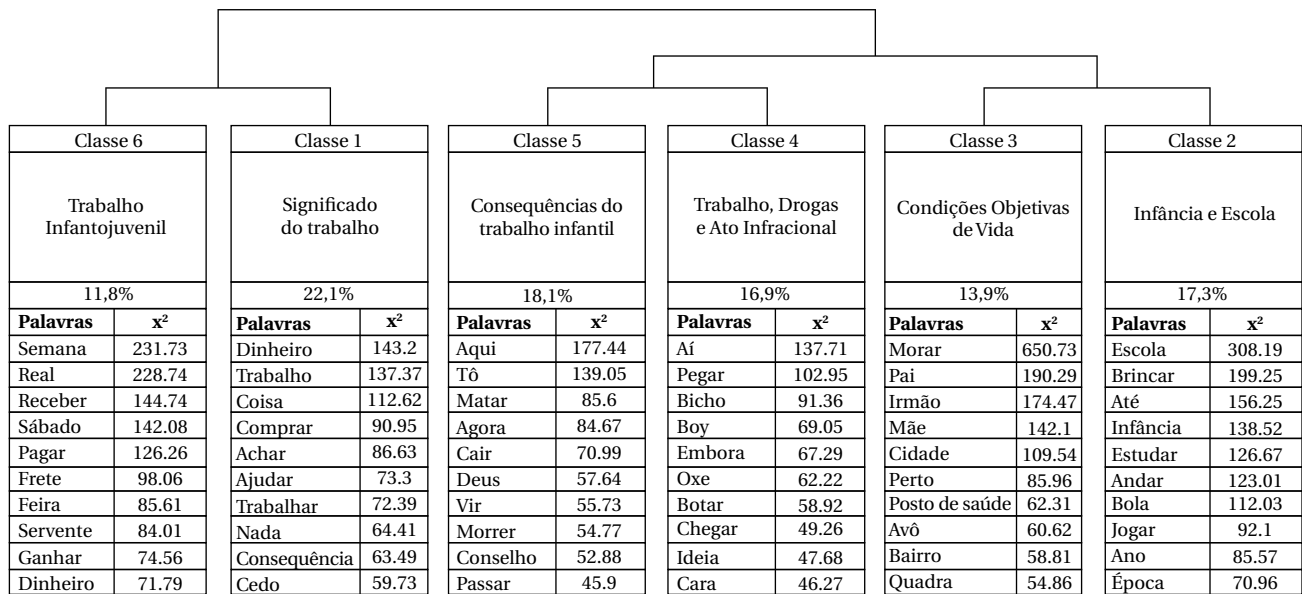 Classe 6 Classe 1 Classe 5 Classe 4 Classe 3 Classe 2
Trabalho Infantojuvenil
Significado do trabalho
Consequências do trabalho infantil
Trabalho, Drogas e Ato Infracional
Condições Objetivas de Vida
Infância e Escola
11,8% 22,1% 18,1% 16,9% 13,9% 17,3%
Palavras x² Palavras x² Palavras x² Palavras x² Palavras x² Palavras x²
Semana 231.73 Dinheiro 143.2 Aqui 177.44 Aí 137.71 Morar 650.73 Escola 308.19
Real 228.74 Trabalho 137.37 Tô 139.05 Pegar 102.95 Pai 190.29 Brincar 199.25
Receber 144.74 Coisa 112.62 Matar 85.6 Bicho 91.36 Irmão 174.47 Até 156.25
Sábado 142.08 Comprar 90.95 Agora 84.67 Boy 69.05 Mãe 142.1 Infância 138.52
Pagar 126.26 Achar 86.63 Cair 70.99 Embora 67.29 Cidade 109.54 Estudar 126.67
Frete 98.06 Ajudar 73.3 Deus 57.64 Oxe 62.22 Perto 85.96 Andar 123.01
Feira 85.61 Trabalhar 72.39 Vir 55.73 Botar 58.92 Posto de saúde 62.31 Bola 112.03
Servente 84.01 Nada 64.41 Morrer 54.77 Chegar 49.26 Avô 60.62 Jogar 92.1
Ganhar 74.56 Consequência 63.49 Conselho 52.88 Ideia 47.68 Bairro 58.81 Ano 85.57
Dinheiro 71.79 Cedo 59.73 Passar 45.9 Cara 46.27 Quadra 54.86 Época 70.96